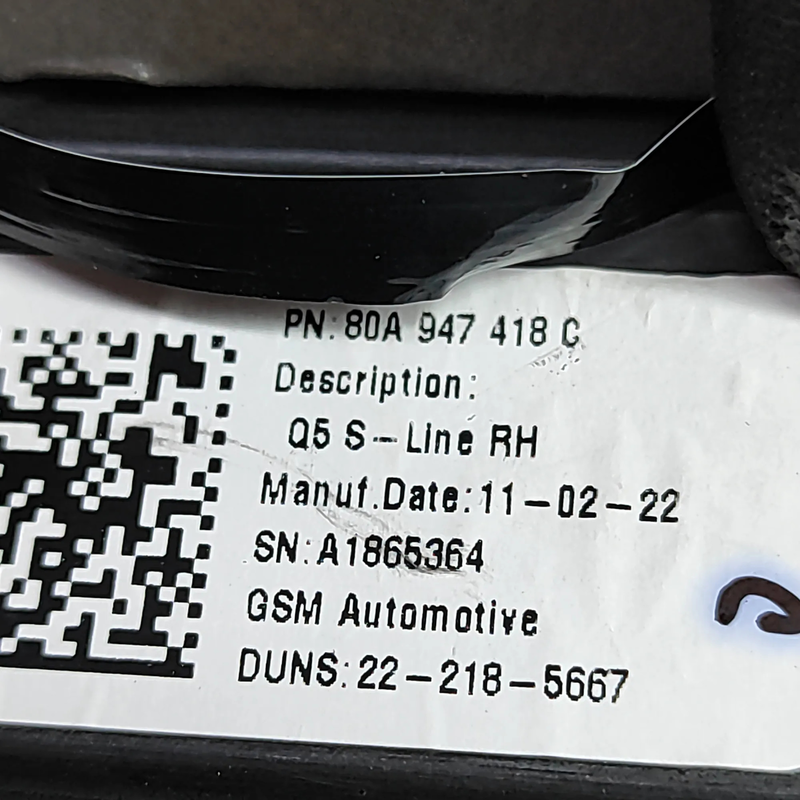 PN: 80A 947 418 C
Description:
Q5 S-Line RH
Manuf.Date:11-02-22
SN:A1865364
GSM Automotive
DUNS:22-218-5667